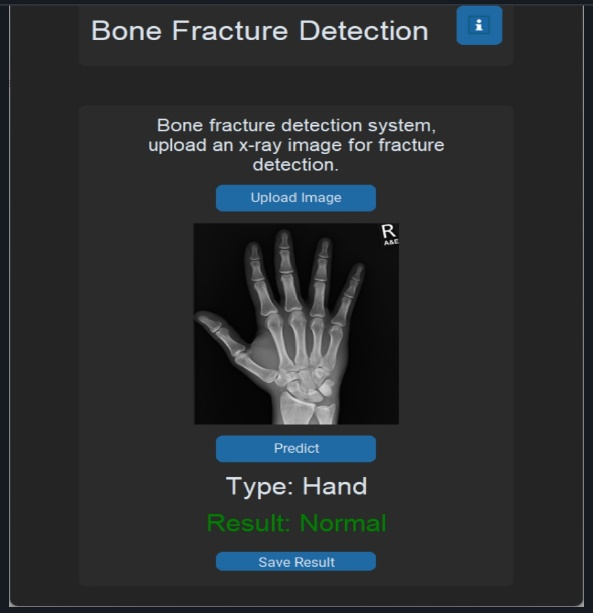 Bone Fracture Detection
i
Bone fracture detection system,
upload an x-ray image for fracture
detection.
Upload Image
R
A&E
Predict
Type: Hand
Result: Normal
Save Result